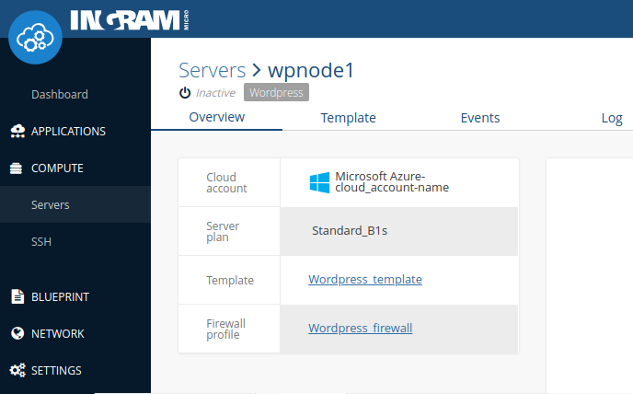 INGRAM MICRO
Servers > wpnode1
Inactive Wordpress
Dashboard
APPLICATIONS
COMPUTE
Servers
SSH
BLUEPRINT
NETWORK
SETTINGS
Overview Template Events Log
Cloud
account
Microsoft Azure-
cloud_account-name
Server
plan
Standard_B1s
Template
Wordpress_template
Firewall
profile
Wordpress_firewall